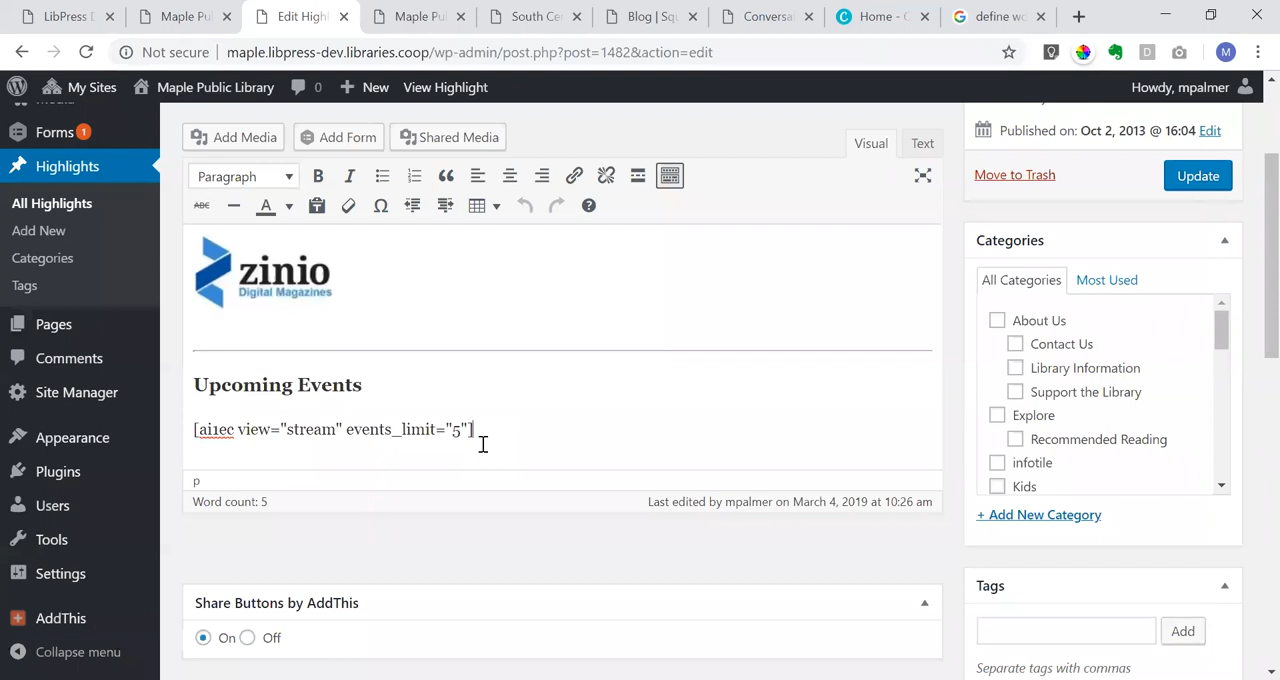 LibPress D
Maple Pu
Edit High
Maple Pu
South Ce
Blog | Sq
Conversa
Home - C
define wo
Not secure | maple.libpress-dev.libraries.coop/wp-admin/post.php?post=1482&action=edit
D
M
My Sites
Maple Public Library
0
New
View Highlight
Howdy, mpalmer
Forms 1
Highlights
All Highlights
Add New
Categories
Tags
Pages
Comments
Site Manager
Appearance
Plugins
Users
Tools
Settings
AddThis
Collapse menu
Add Media
Add Form
Shared Media
Visual
Text
Paragraph
B I
ABC
A
zinio
Digital Magazines
Upcoming Events
[ai1ec view="stream" events_limit="5"]
p
Word count: 5
Last edited by mpalmer on March 4, 2019 at 10:26 am
Share Buttons by AddThis
On
Off
Published on: Oct 2, 2013 @ 16:04 Edit
Move to Trash
Update
Categories
All Categories
Most Used
About Us
Contact Us
Library Information
Support the Library
Explore
Recommended Reading
infotile
Kids
+ Add New Category
Tags
Add
Separate tags with commas